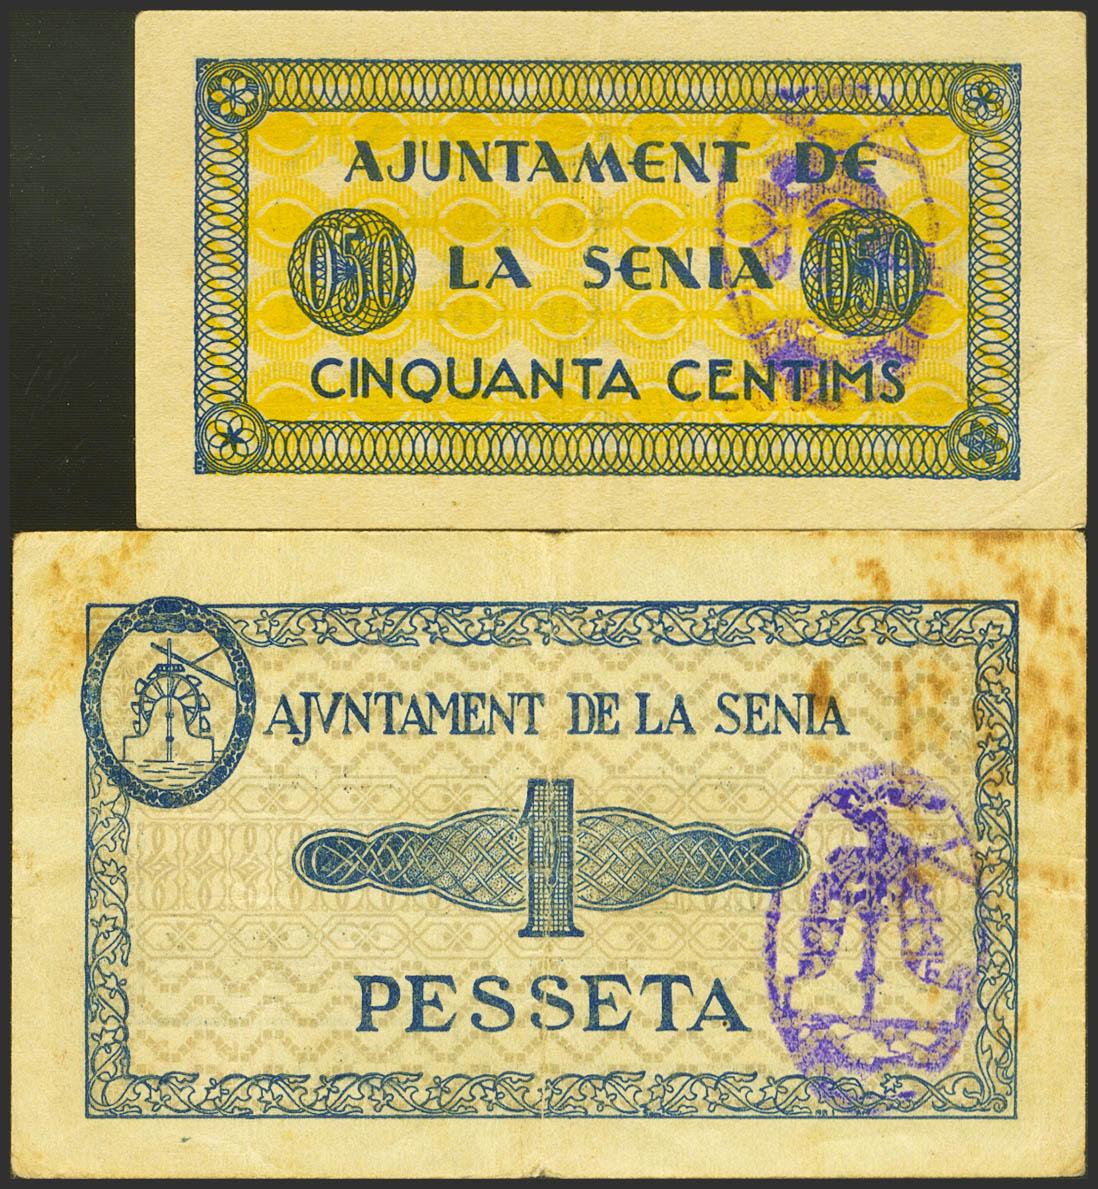 AJUNTAMENT DE
050 LA SENIA 050
CINQUANTA CENTIMS
AJVNTAMENT DE LA SENIA
1
PESSETA